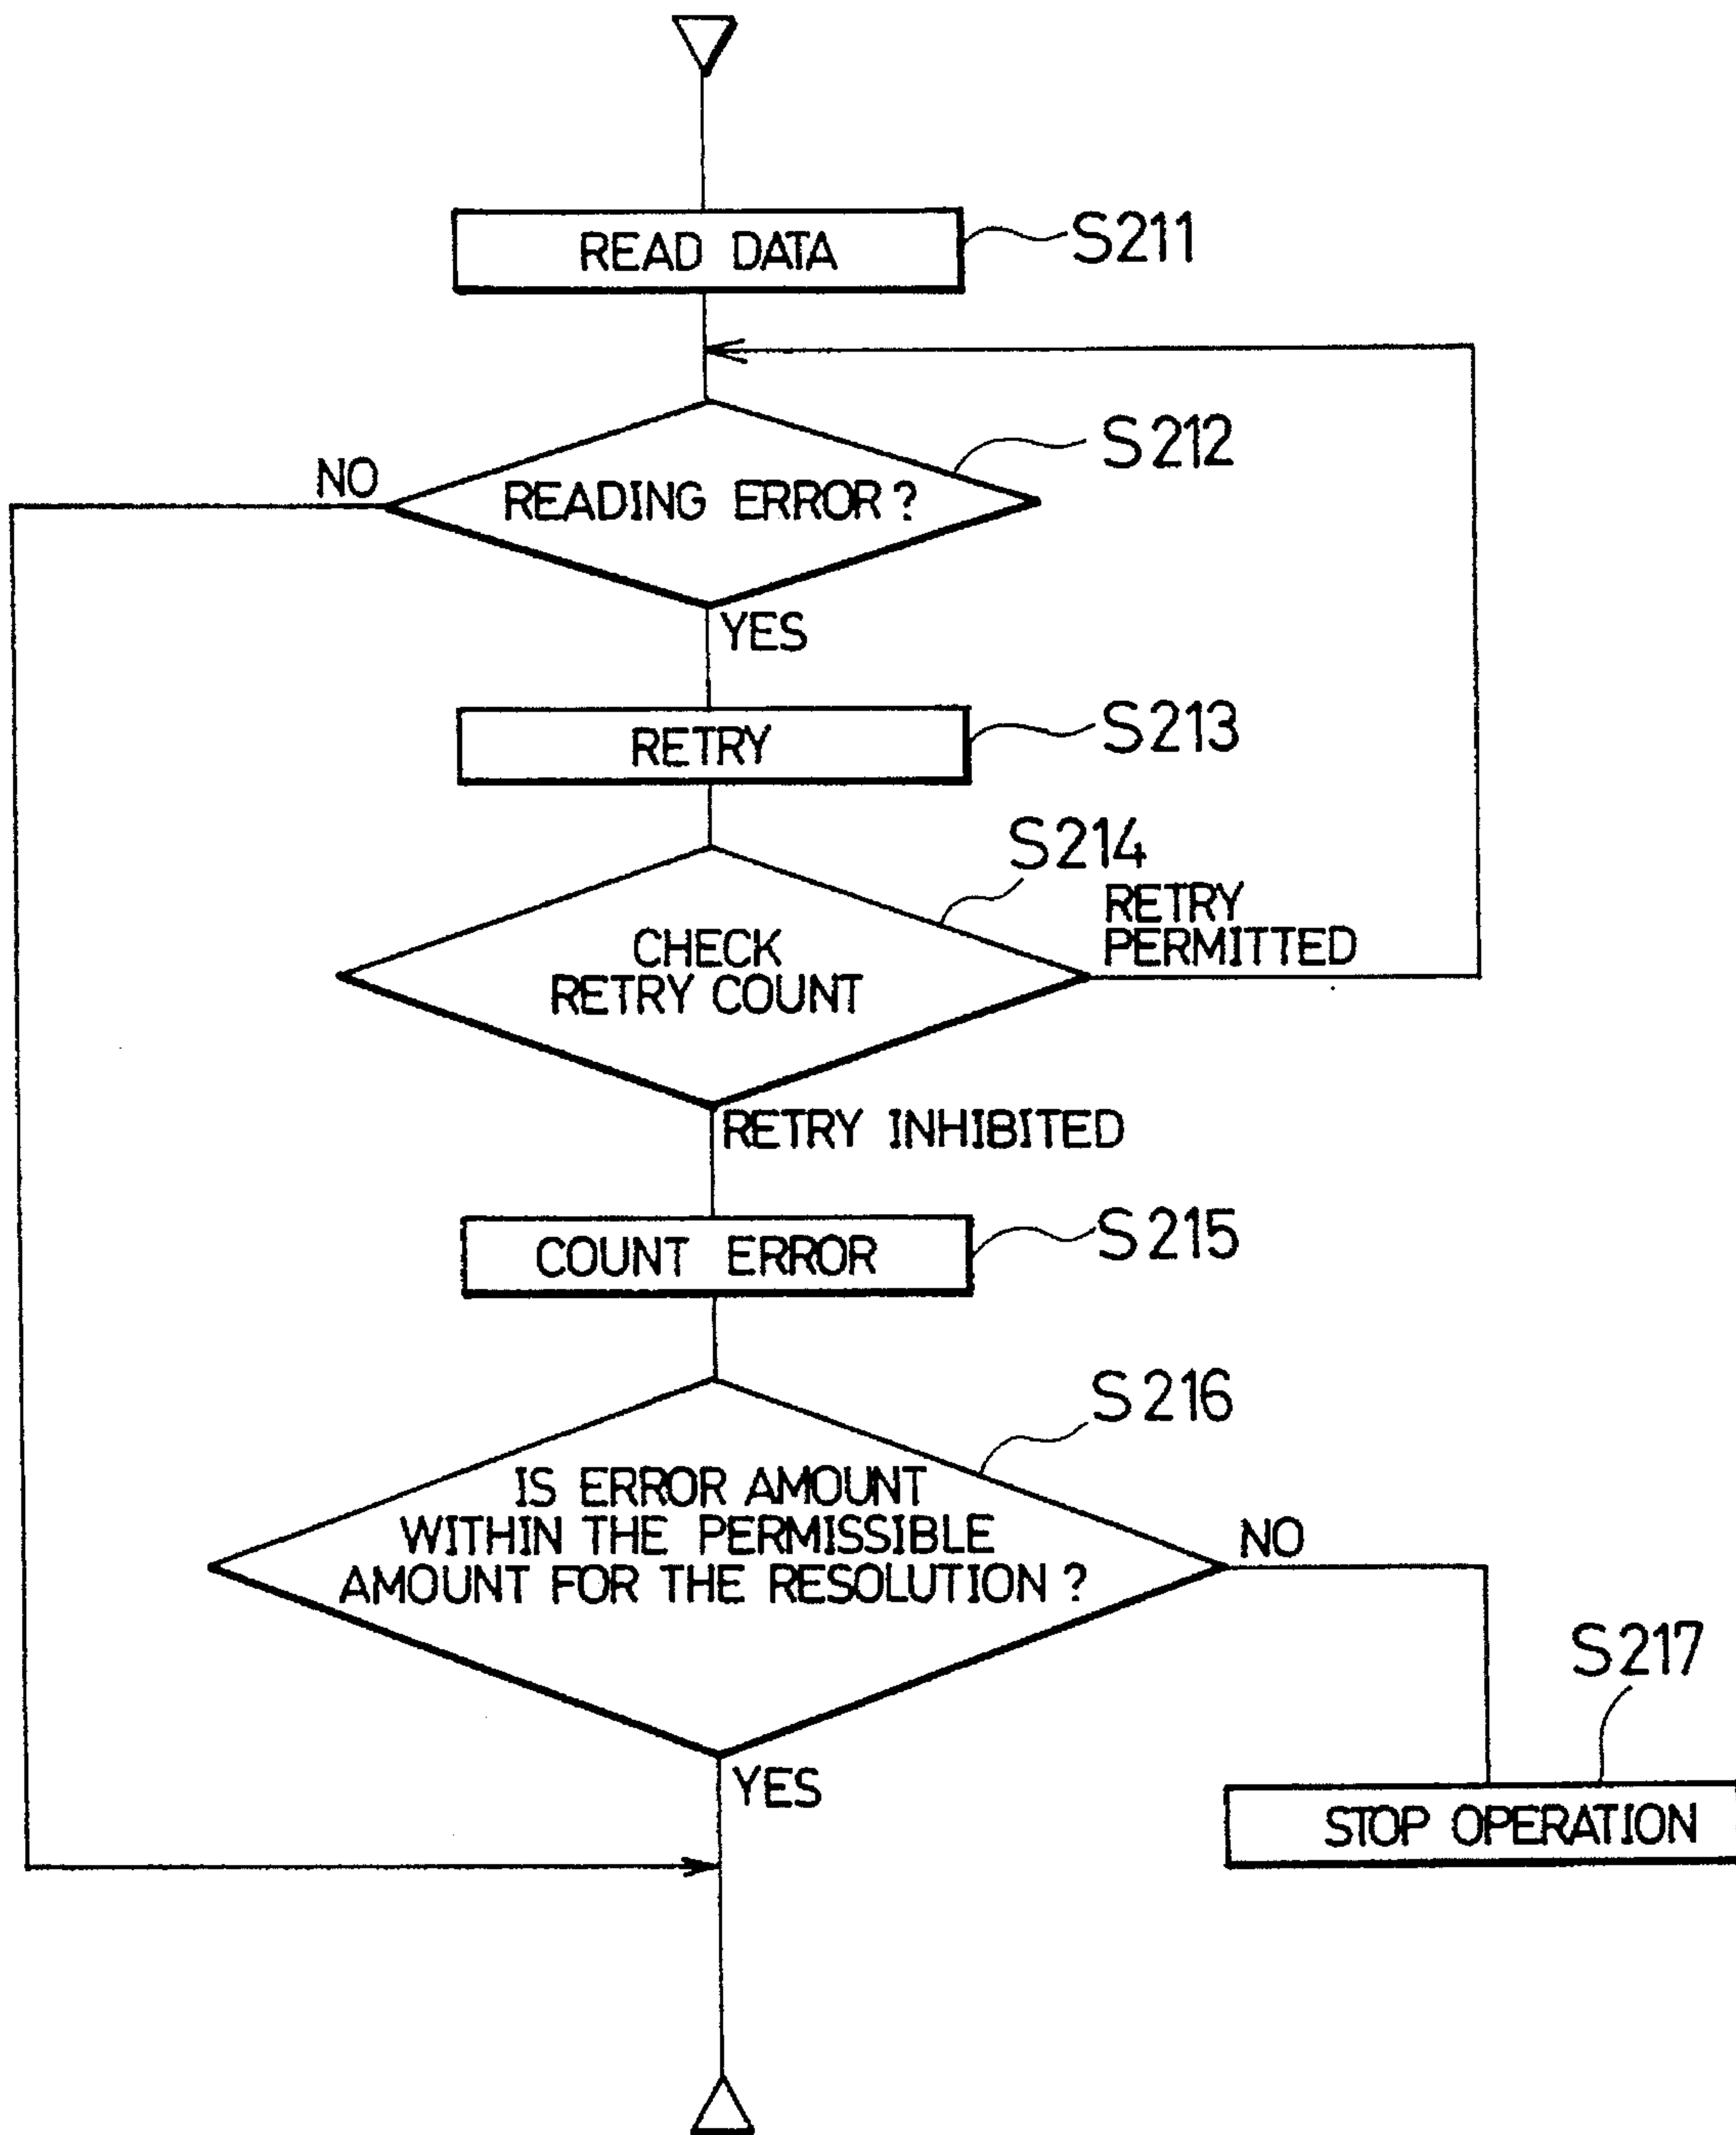 READ DATA
S211
S212
NO
READING ERROR?
YES
RETRY
S213
S214
RETRY
PERMITTED
CHECK
RETRY COUNT
RETRY INHIBITED
COUNT ERROR
S215
S216
IS ERROR AMOUNT
WITHIN THE PERMISSIBLE
AMOUNT FOR THE RESOLUTION?
NO
S217
YES
STOP OPERATION